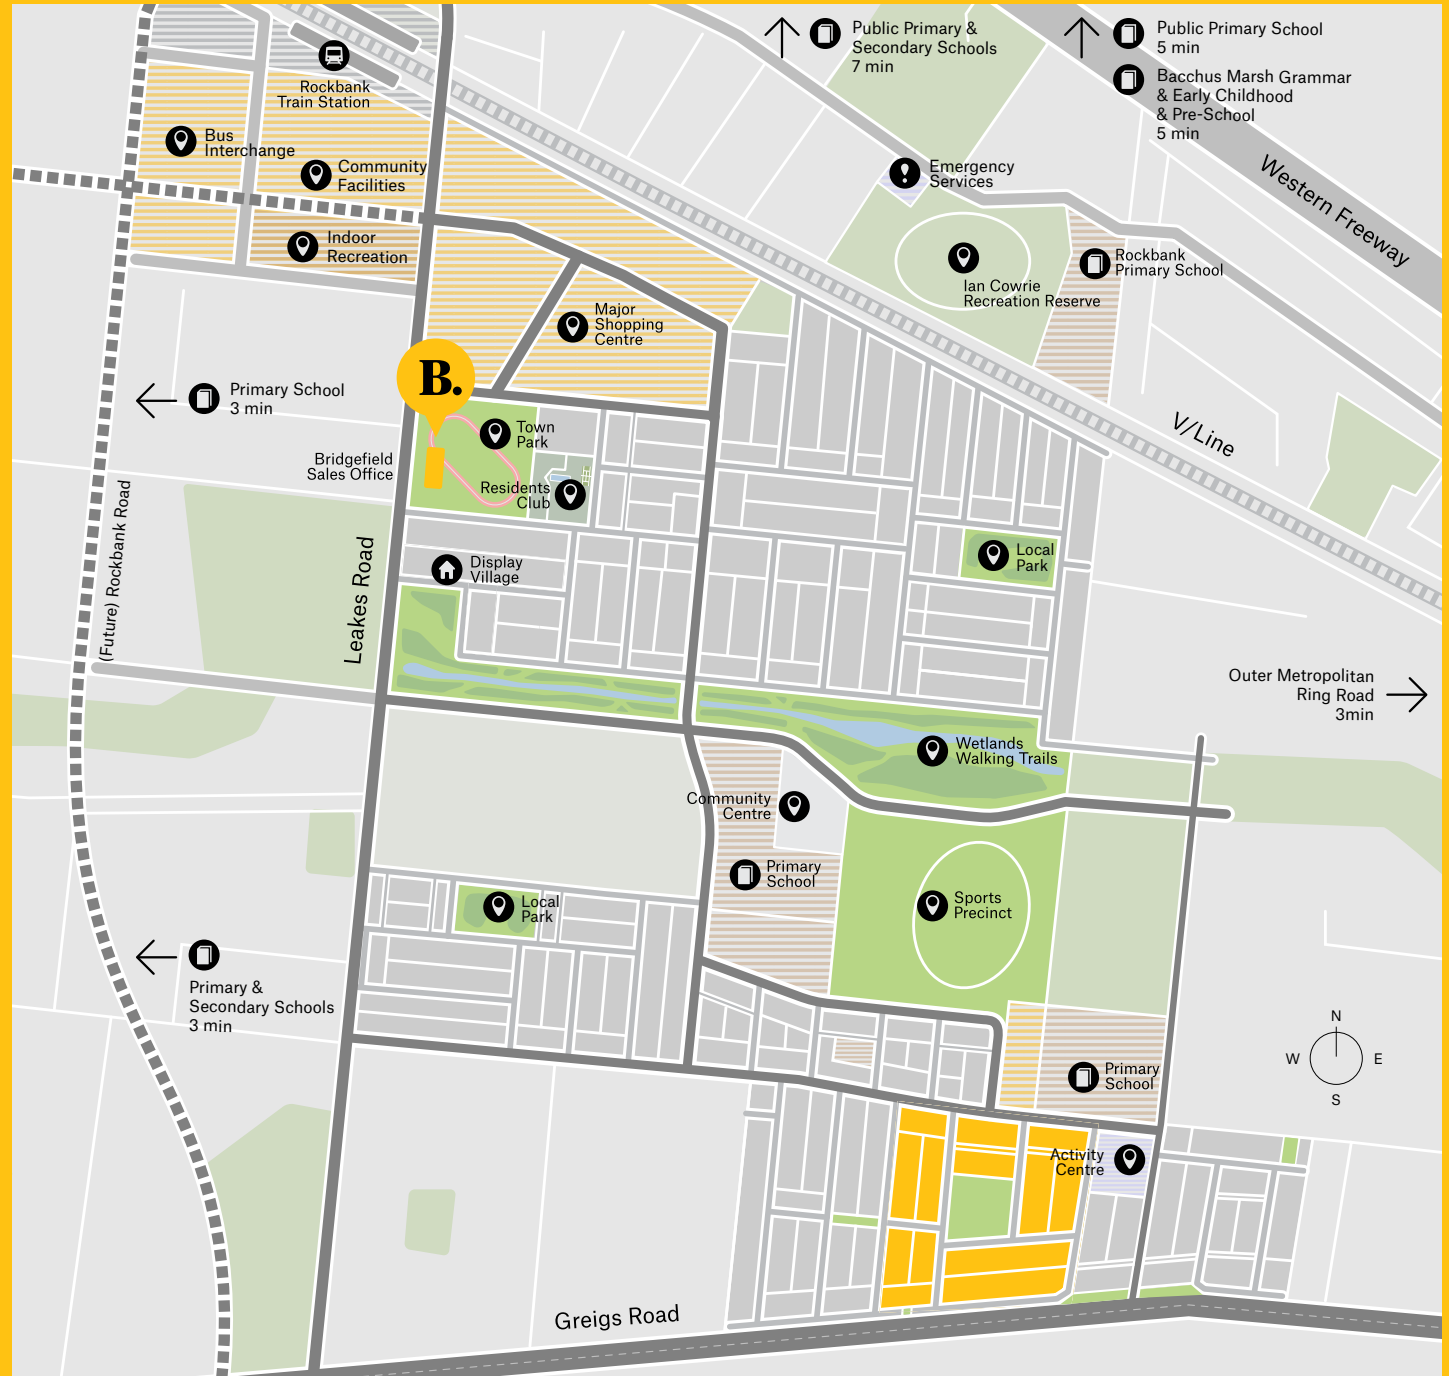 Public Primary &
Secondary Schools
7 min
Public Primary School
5 min
Bacchus Marsh Grammar
& Early Childhood
& Pre-School
5 min
Western Freeway
Rockbank
Train Station
Bus
Interchange
Community
Facilities
Indoor
Recreation
Emergency
Services
Ian Cowrie
Recreation Reserve
Rockbank
Primary School
Major
Shopping
Centre
B.
Primary School
3 min
Town
Park
Bridgefield
Sales Office
Residents
Club
V/Line
(Future) Rockbank Road
Leakes Road
Display
Village
Local
Park
Outer Metropolitan
Ring Road
3min
Wetlands
Walking Trails
Community
Centre
Primary
School
Local
Park
Sports
Precinct
Primary &
Secondary Schools
3 min
N
W
E
S
Primary
School
Activity
Centre
Greigs Road